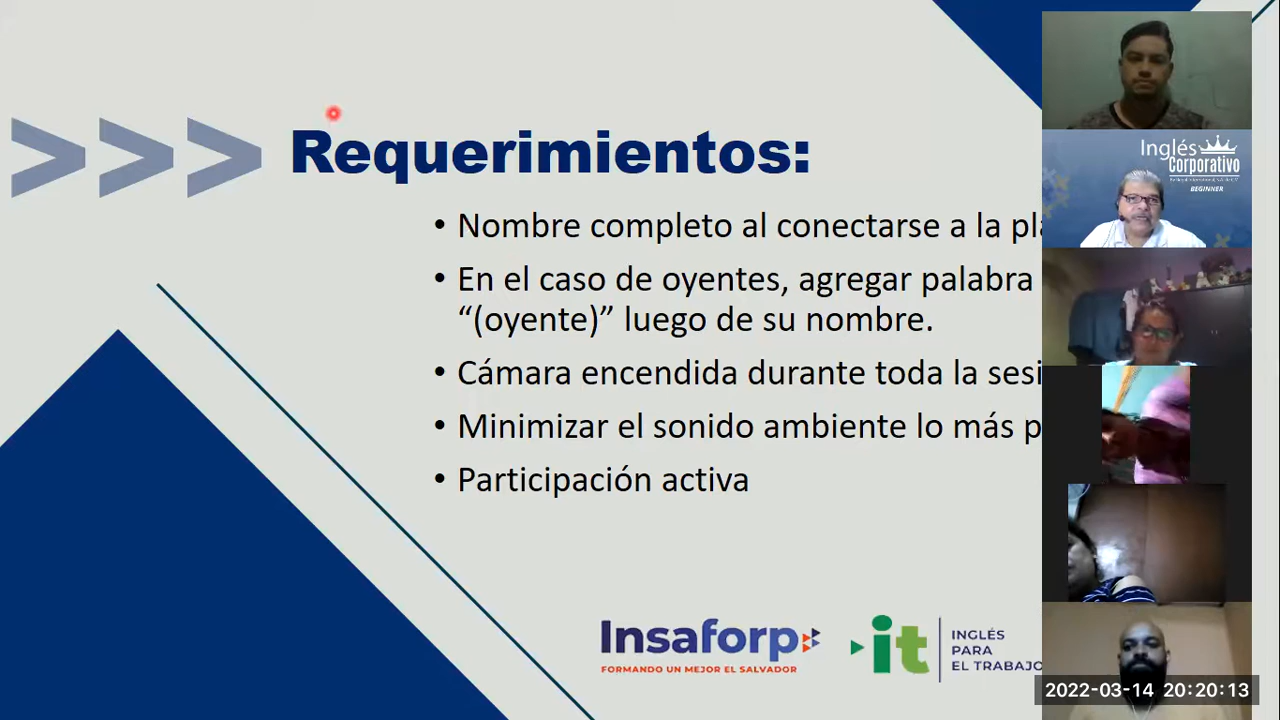 >>> Requerimientos:
• Nombre completo al conectarse a la pla
• En el caso de oyentes, agregar palabra
“(oyente)” luego de su nombre.
• Cámara encendida durante toda la sesi
• Minimizar el sonido ambiente lo más p
• Participación activa
Insaforp
FORMANDO UN MEJOR EL SALVADOR
it
INGLÉS
PARA
EL TRABAJO
Inglés
Corporativo
BEGINNER
2022-03-14 20:20:13